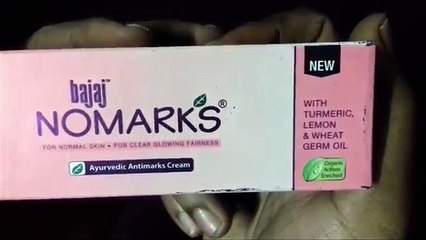 bajaj™
NOMARKS®
FOR NORMAL SKIN • FOR CLEAR GLOWING FAIRNESS
Ayurvedic Antimarks Cream
NEW
WITH
TURMERIC,
LEMON
& WHEAT
GERM OIL
Organic
Actives
Enriched